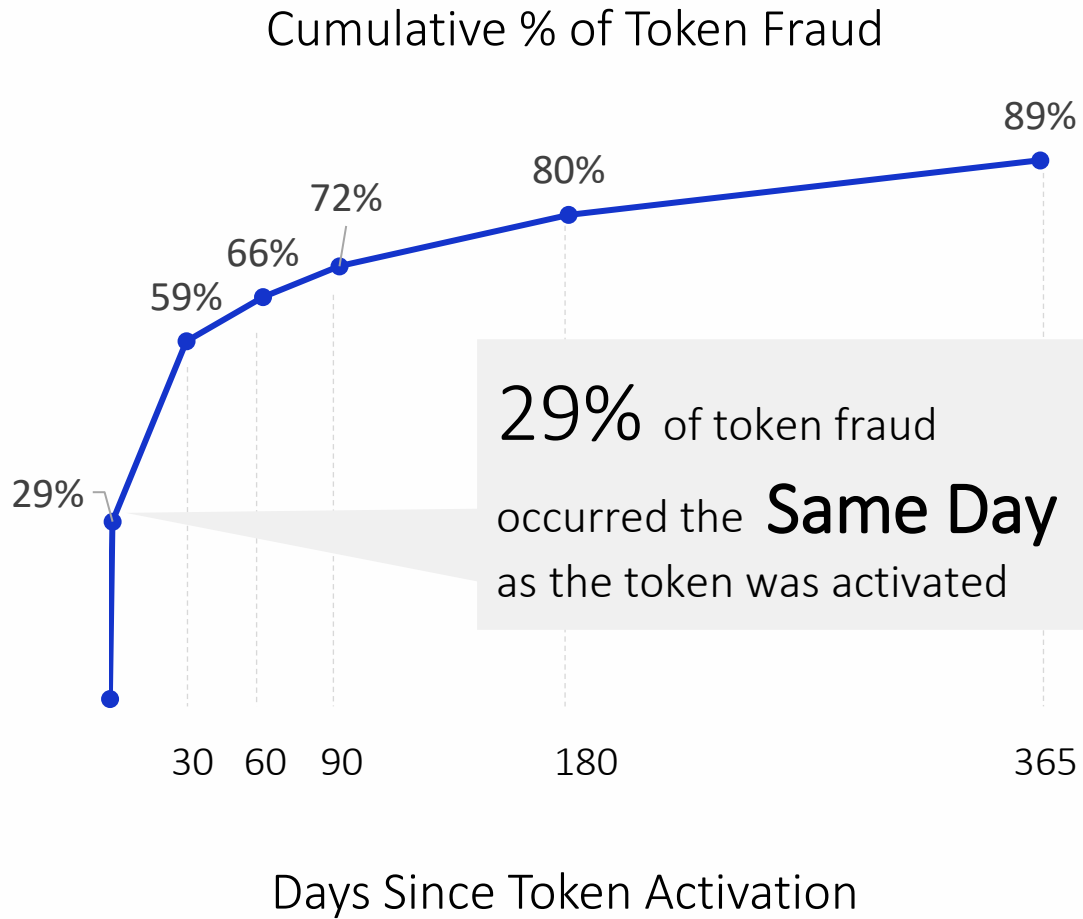 Cumulative % of Token Fraud
89%
80%
72%
66%
59%
29% of token fraud
occurred the Same Day
as the token was activated
29%
30 60 90 180 365
Days Since Token Activation